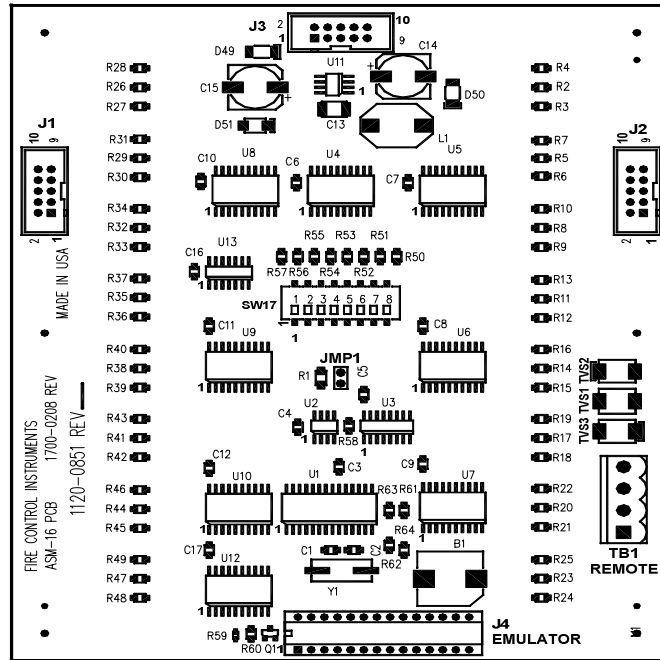 J3
2
10
1
9
D49
C14
+
U11
1
C15
+
D50
C13
D51
L1
R28
R26
R27
R31
R29
R30
R34
R32
R33
R37
R35
R36
R40
R38
R39
R43
R41
R42
R46
R44
R45
R49
R47
R48
J1
10
9
2
1
MADE IN USA
FIRE CONTROL INSTRUMENTS
ASM-16 PCB 1700-0208 REV
1120-0851 REV
C10
U8
C6
U4
C7
U5
1
1
1
C16
U13
1
R55
R53
R51
R57
R56
R54
R52
R50
SW17
1 2 3 4 5 6 7 8
1
C11
U9
1
C8
U6
1
JMP1
R1
C5
C4
U2
U3
1
R58
1
C12
U10
1
U1
C3
1
C9
U7
1
R63
R61
R64
R62
C17
U12
1
C1
C2
Y1
B1
R59
R60
Q1
1
J4
EMULATOR
R4
R2
R3
R7
R5
R6
R10
R8
R9
R13
R11
R12
R16
R14
R15
R19
R17
R18
R22
R20
R21
R25
R23
R24
J2
10
9
2
1
TVS2
TVS1
TVS3
TB1
REMOTE